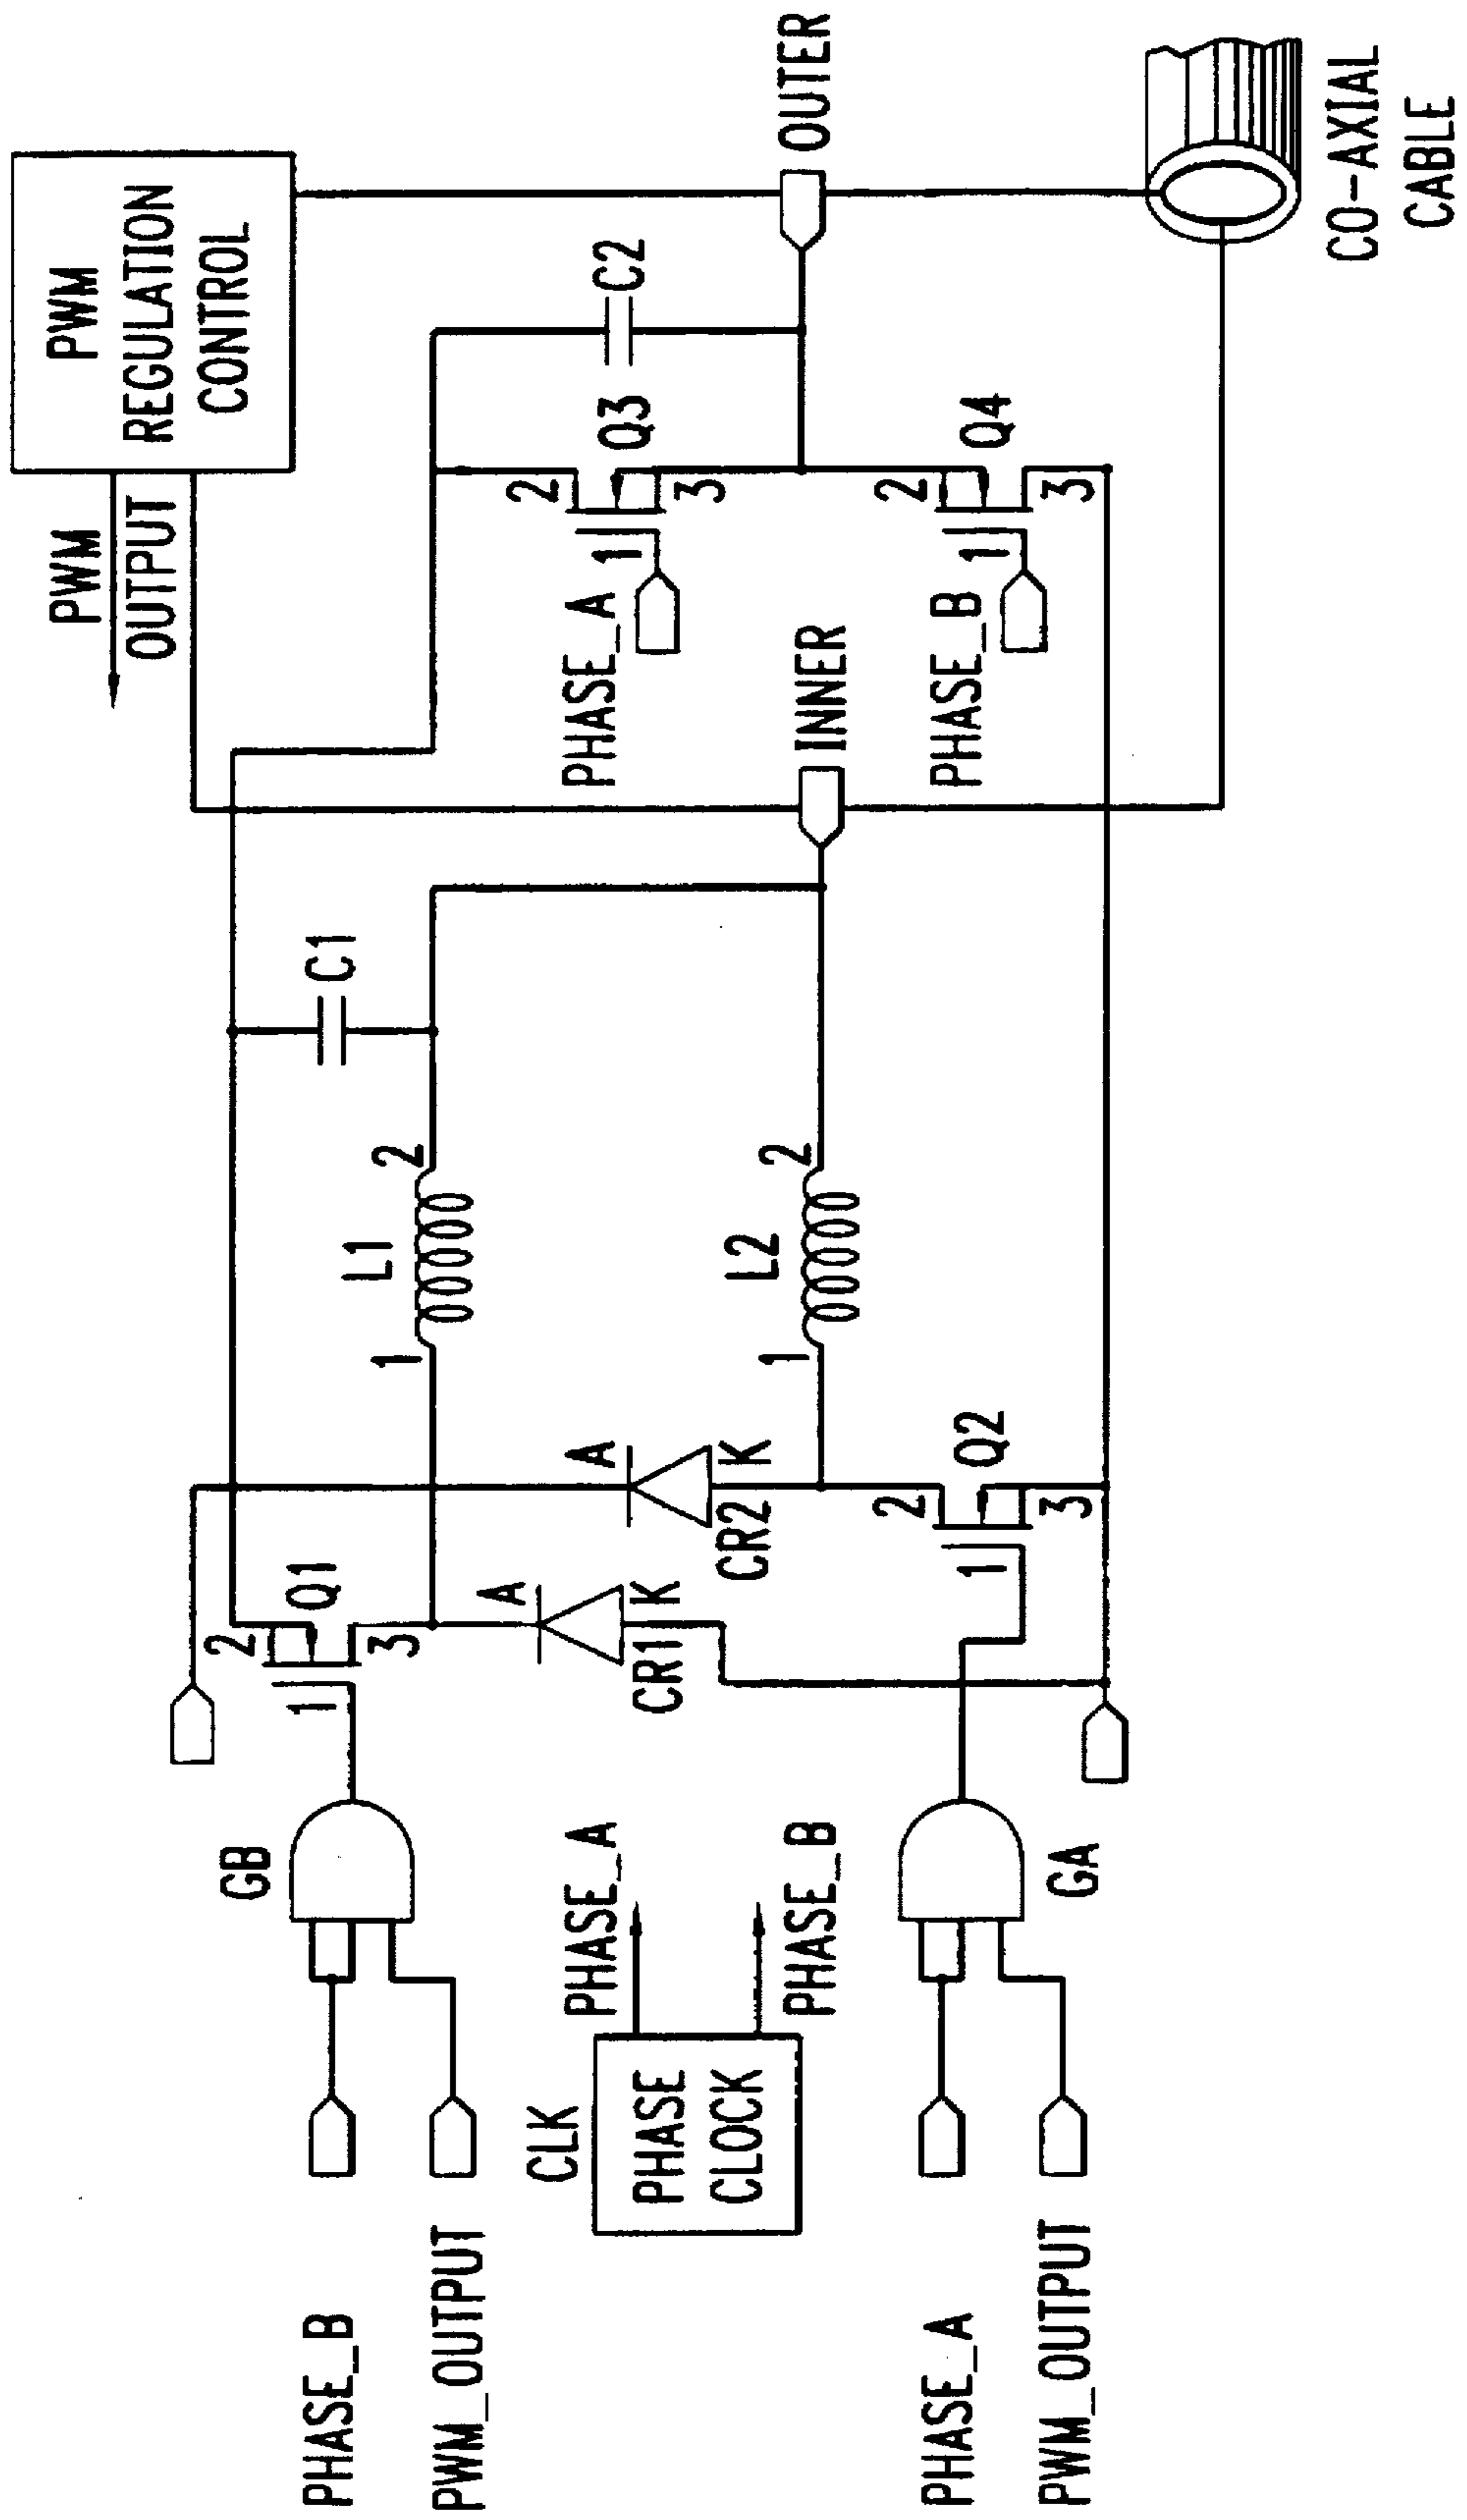 PWM
REGULATION
CONTROL
PWM
OUTPUT
C1
C2
OUTER
L1
1
2
Q1
2
1
3
GB
PHASE_B
PWM_OUTPUT
A
CR1
K
A
CR2
K
L2
1
2
INNER
PHASE_A
Q3
2
1
3
PHASE_B
Q4
2
1
3
CLK
PHASE
CLOCK
PHASE_A
PHASE_B
Q2
2
1
3
GA
PHASE_A
PWM_OUTPUT
CO-AXIAL
CABLE